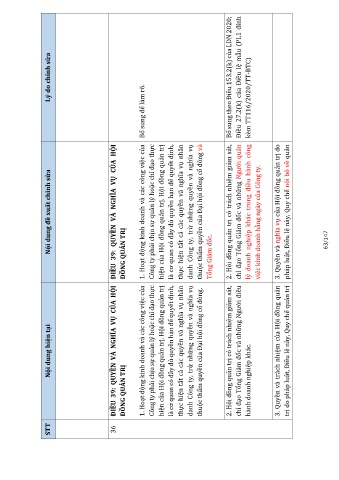 STT
Nội dung hiện tại
Nội dung đề xuất chỉnh sửa
Lý do chỉnh sửa
36
ĐIỀU 39: QUYỀN VÀ NGHĨA VỤ CỦA HỘI
ĐỒNG QUẢN TRỊ
1. Hoạt động kinh doanh và các công việc của
Công ty phải chịu sự quản lý hoặc chỉ đạo thực
hiện của Hội đồng quản trị. Hội đồng quản trị
là cơ quan có đầy đủ quyền hạn để quyết định,
thực hiện tất cả các quyền và nghĩa vụ nhân
danh Công ty, trừ những quyền và nghĩa vụ
thuộc thẩm quyền của Đại hội đồng cổ đông.
2. Hội đồng quản trị có trách nhiệm giám sát,
chỉ đạo Tổng Giám đốc và những Người điều
hành doanh nghiệp khác.
3. Quyền và trách nhiệm của Hội đồng quản
trị do pháp luật, Điều lệ này, Quy chế quản trị
ĐIỀU 39: QUYỀN VÀ NGHĨA VỤ CỦA HỘI
ĐỒNG QUẢN TRỊ
1. Hoạt động kinh doanh và các công việc của
Công ty phải chịu sự quản lý hoặc chỉ đạo thực
hiện của Hội đồng quản trị. Hội đồng quản trị
là cơ quan có đầy đủ quyền hạn để quyết định,
thực hiện tất cả các quyền và nghĩa vụ nhân
danh Công ty, trừ những quyền và nghĩa vụ
thuộc thẩm quyền của Đại hội đồng cổ đông và
Tổng Giám đốc.
2. Hội đồng quản trị có trách nhiệm giám sát,
chỉ đạo Tổng Giám đốc và những Người quản
lý doanh nghiệp khác trong điều hành công
việc kinh doanh hằng ngày của Công ty.
3. Quyền và nghĩa vụ của Hội đồng quản trị do
pháp luật, Điều lệ này, Quy chế nội bộ về quản
Bổ sung để làm rõ.
Bổ sung theo Điều 153.2(k) của LDN 2020;
Điều 27.2(k) của Điều lệ mẫu (PL1 đính
kèm TT116/2020/TT-BTC)
63/147